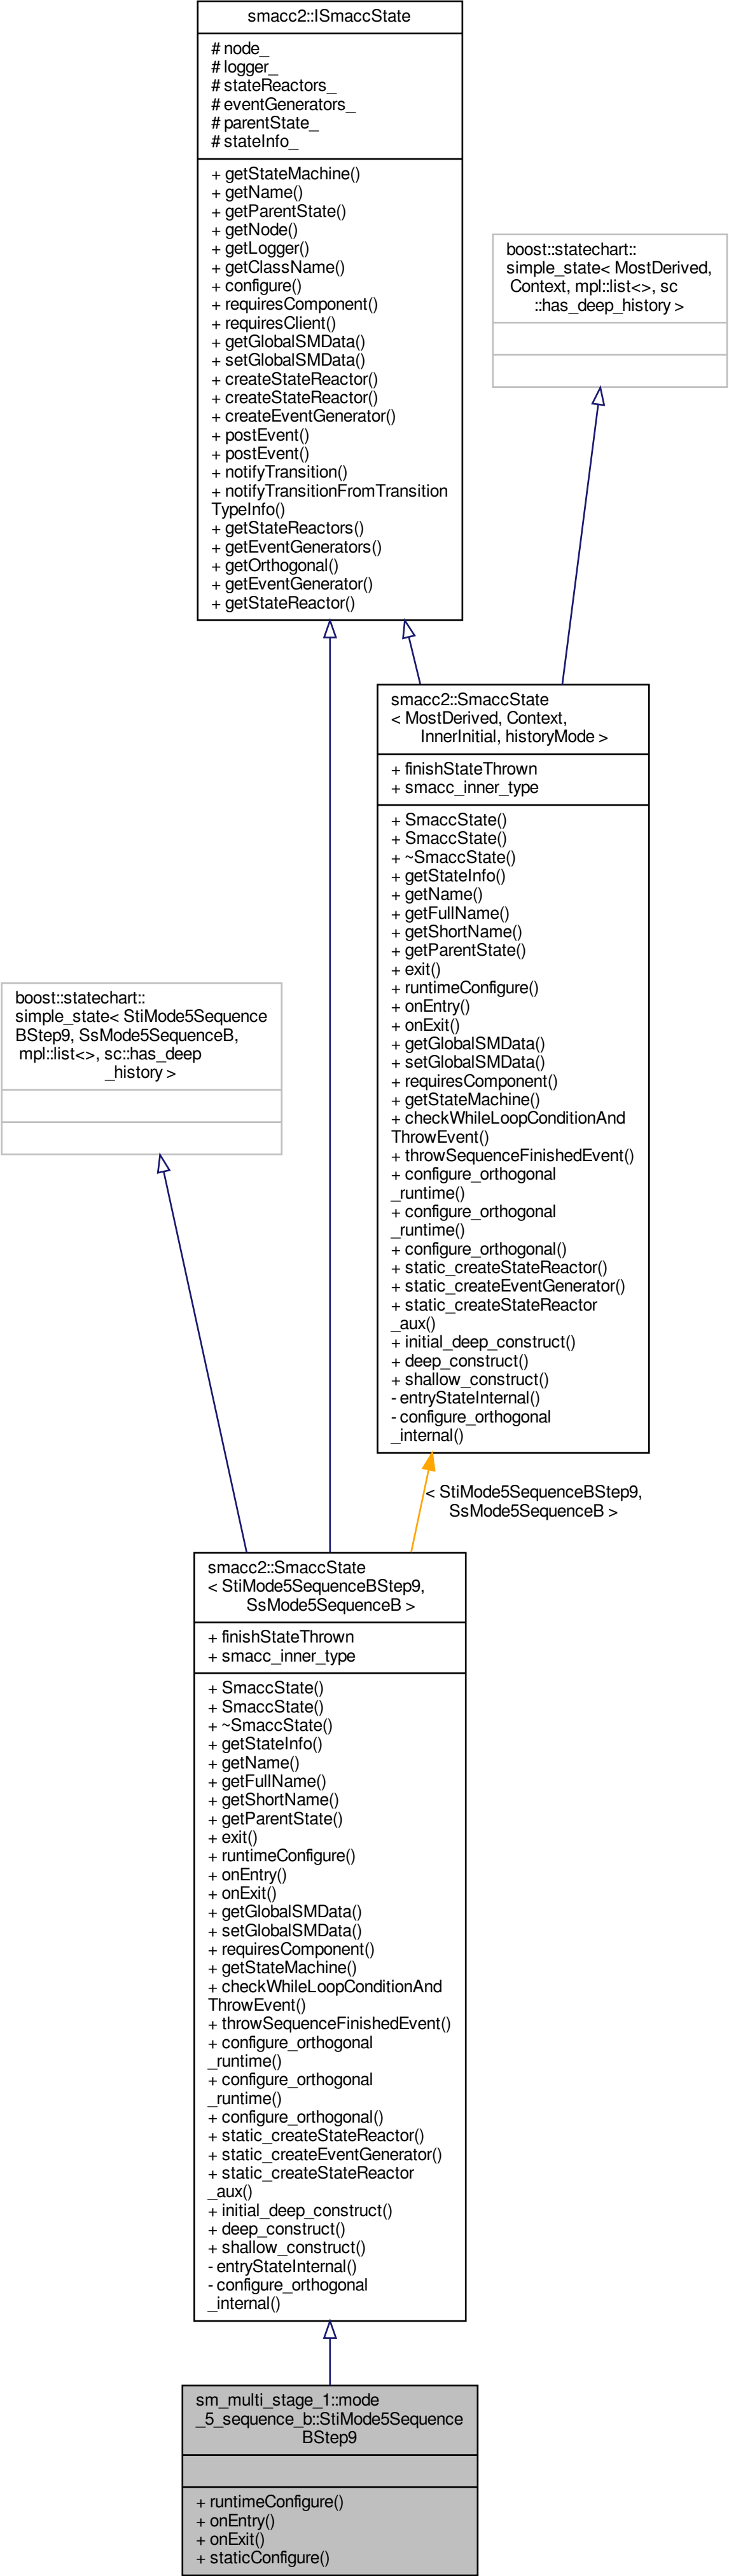 smacc2::ISmaccState
# node_
# logger_
# stateReactors_
# eventGenerators_
# parentState_
# stateInfo_
+ getStateMachine()
+ getName()
+ getParentState()
+ getNode()
+ getLogger()
+ getClassName()
+ configure()
+ requiresComponent()
+ requiresClient()
+ getGlobalSMData()
+ setGlobalSMData()
+ createStateReactor()
+ createStateReactor()
+ createEventGenerator()
+ postEvent()
+ postEvent()
+ notifyTransition()
+ notifyTransitionFromTransition
TypeInfo()
+ getStateReactors()
+ getEventGenerators()
+ getOrthogonal()
+ getEventGenerator()
+ getStateReactor()
boost::statechart::
simple_state< MostDerived,
Context, mpl::list<>, sc
::has_deep_history >
smacc2::SmaccState
< MostDerived, Context,
InnerInitial, historyMode >
+ finishStateThrown
+ smacc_inner_type
+ SmaccState()
+ SmaccState()
+ ~SmaccState()
+ getStateInfo()
+ getName()
+ getFullName()
+ getShortName()
+ getParentState()
+ exit()
+ runtimeConfigure()
+ onEntry()
+ onExit()
+ getGlobalSMData()
+ setGlobalSMData()
+ requiresComponent()
+ getStateMachine()
+ checkWhileLoopConditionAnd
ThrowEvent()
+ throwSequenceFinishedEvent()
+ configure_orthogonal
_runtime()
+ configure_orthogonal
_runtime()
+ configure_orthogonal()
+ static_createStateReactor()
+ static_createEventGenerator()
+ static_createStateReactor
_aux()
+ initial_deep_construct()
+ deep_construct()
+ shallow_construct()
- entryStateInternal()
- configure_orthogonal
_internal()
boost::statechart::
simple_state< StiMode5Sequence
BStep9, SsMode5SequenceB,
mpl::list<>, sc::has_deep
_history >
< StiMode5SequenceBStep9,
SsMode5SequenceB >
smacc2::SmaccState
< StiMode5SequenceBStep9,
SsMode5SequenceB >
+ finishStateThrown
+ smacc_inner_type
+ SmaccState()
+ SmaccState()
+ ~SmaccState()
+ getStateInfo()
+ getName()
+ getFullName()
+ getShortName()
+ getParentState()
+ exit()
+ runtimeConfigure()
+ onEntry()
+ onExit()
+ getGlobalSMData()
+ setGlobalSMData()
+ requiresComponent()
+ getStateMachine()
+ checkWhileLoopConditionAnd
ThrowEvent()
+ throwSequenceFinishedEvent()
+ configure_orthogonal
_runtime()
+ configure_orthogonal
_runtime()
+ configure_orthogonal()
+ static_createStateReactor()
+ static_createEventGenerator()
+ static_createStateReactor
_aux()
+ initial_deep_construct()
+ deep_construct()
+ shallow_construct()
- entryStateInternal()
- configure_orthogonal
_internal()
sm_multi_stage_1::mode
_5_sequence_b::StiMode5Sequence
BStep9
+ runtimeConfigure()
+ onEntry()
+ onExit()
+ staticConfigure()